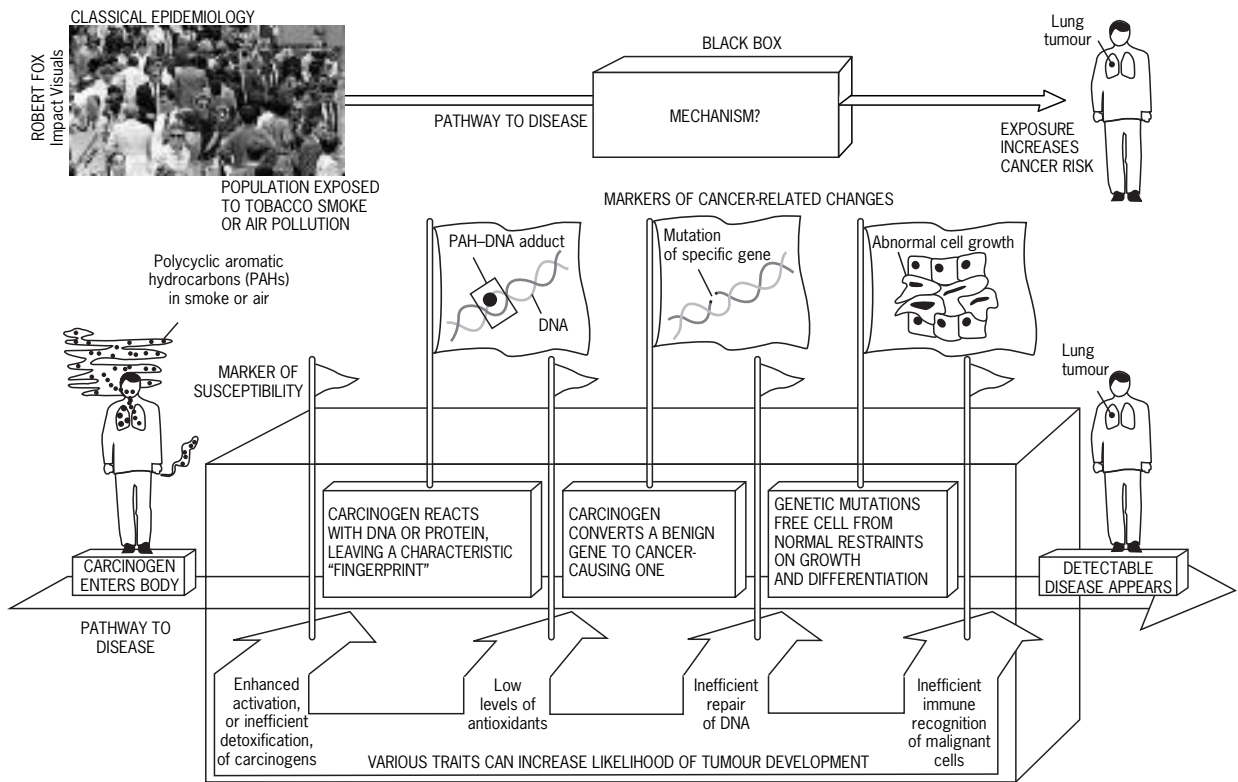 CLASSICAL EPIDEMIOLOGY
ROBERT FOX
Impact Visuals
POPULATION EXPOSED
TO TOBACCO SMOKE
OR AIR POLLUTION
PATHWAY TO DISEASE
BLACK BOX
MECHANISM?
EXPOSURE
INCREASES
CANCER RISK
Lung
tumour
MARKERS OF CANCER-RELATED CHANGES
Polycyclic aromatic
hydrocarbons (PAHs)
in smoke or air
PAH–DNA adduct
DNA
Mutation
of specific gene
Abnormal cell growth
MARKER OF
SUSCEPTIBILITY
Lung
tumour
CARCINOGEN
ENTERS BODY
CARCINOGEN REACTS
WITH DNA OR PROTEIN,
LEAVING A CHARACTERISTIC
“FINGERPRINT”
CARCINOGEN
CONVERTS A BENIGN
GENE TO CANCER-
CAUSING ONE
GENETIC MUTATIONS
FREE CELL FROM
NORMAL RESTRAINTS
ON GROWTH
AND DIFFERENTIATION
DETECTABLE
DISEASE APPEARS
PATHWAY TO
DISEASE
Enhanced
activation,
or inefficient
detoxification,
of carcinogens
Low
levels of
antioxidants
Inefficient
repair
of DNA
Inefficient
immune
recognition
of malignant
cells
VARIOUS TRAITS CAN INCREASE LIKELIHOOD OF TUMOUR DEVELOPMENT